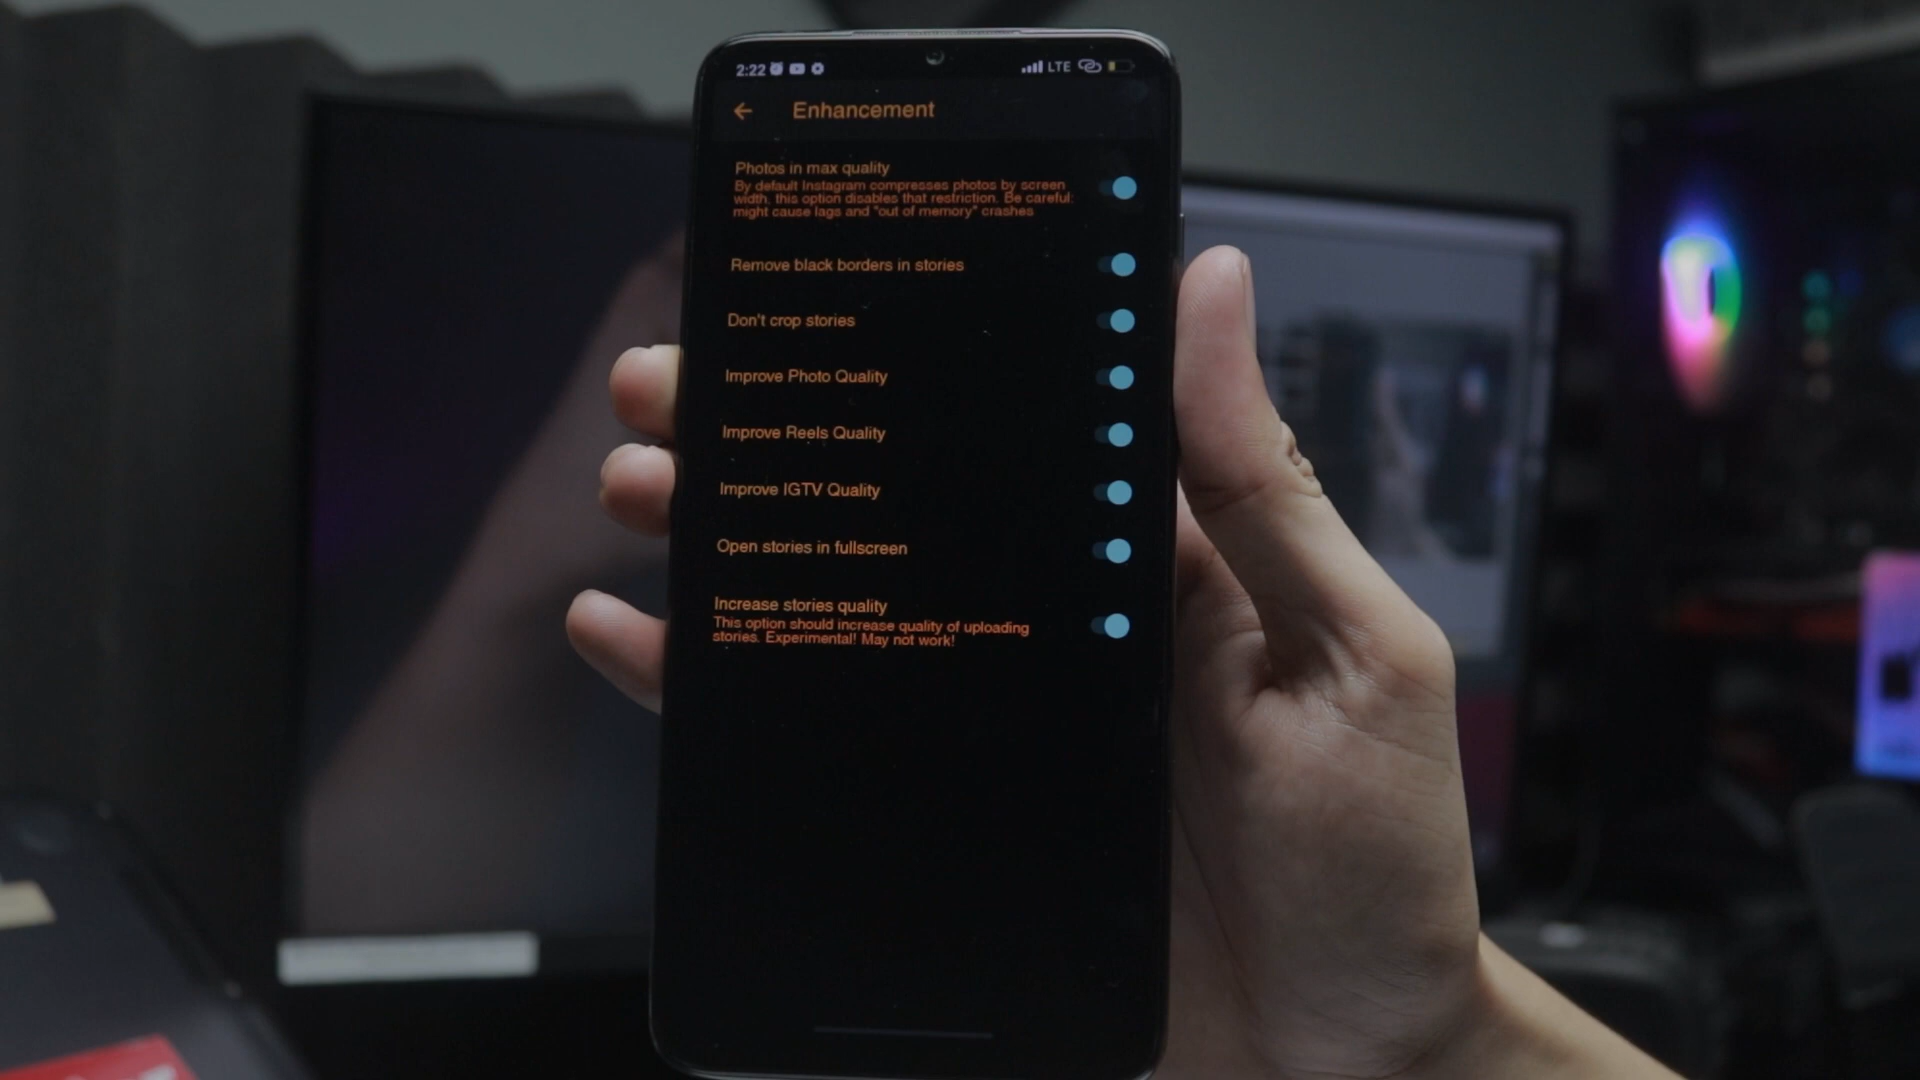 2:22 LTE
Enhancement
Photos in max quality
By default Instagram compresses photos by screen
width, this option disables that restriction. Be careful:
might cause lags and "out of memory" crashes
Remove black borders in stories
Don't crop stories
Improve Photo Quality
Improve Reels Quality
Improve IGTV Quality
Open stories in fullscreen
Increase stories quality
This option should increase quality of uploading
stories. Experimental! May not work!